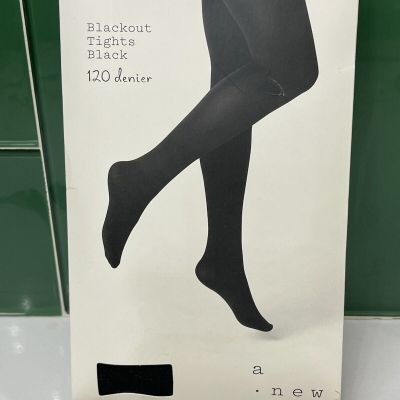 Blackout
Tights
Black
120 denier
a
. new